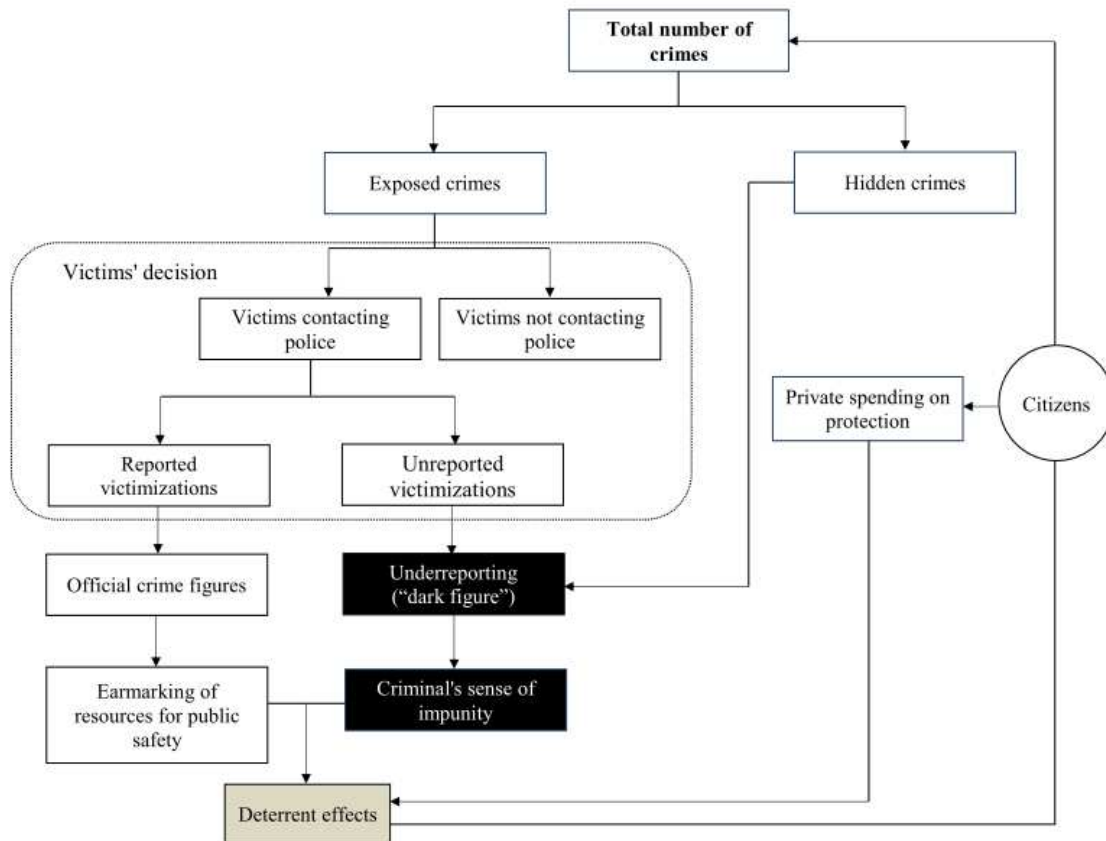 Total number of
crimes
Exposed crimes
Hidden crimes
Victims' decision
Victims contacting
police
Victims not contacting
police
Private spending on
protection
Citizens
Reported
victimizations
Unreported
victimizations
Official crime figures
Underreporting
(“dark figure”)
Earmarking of
resources for public
safety
Criminal's sense of
impunity
Deterrent effects